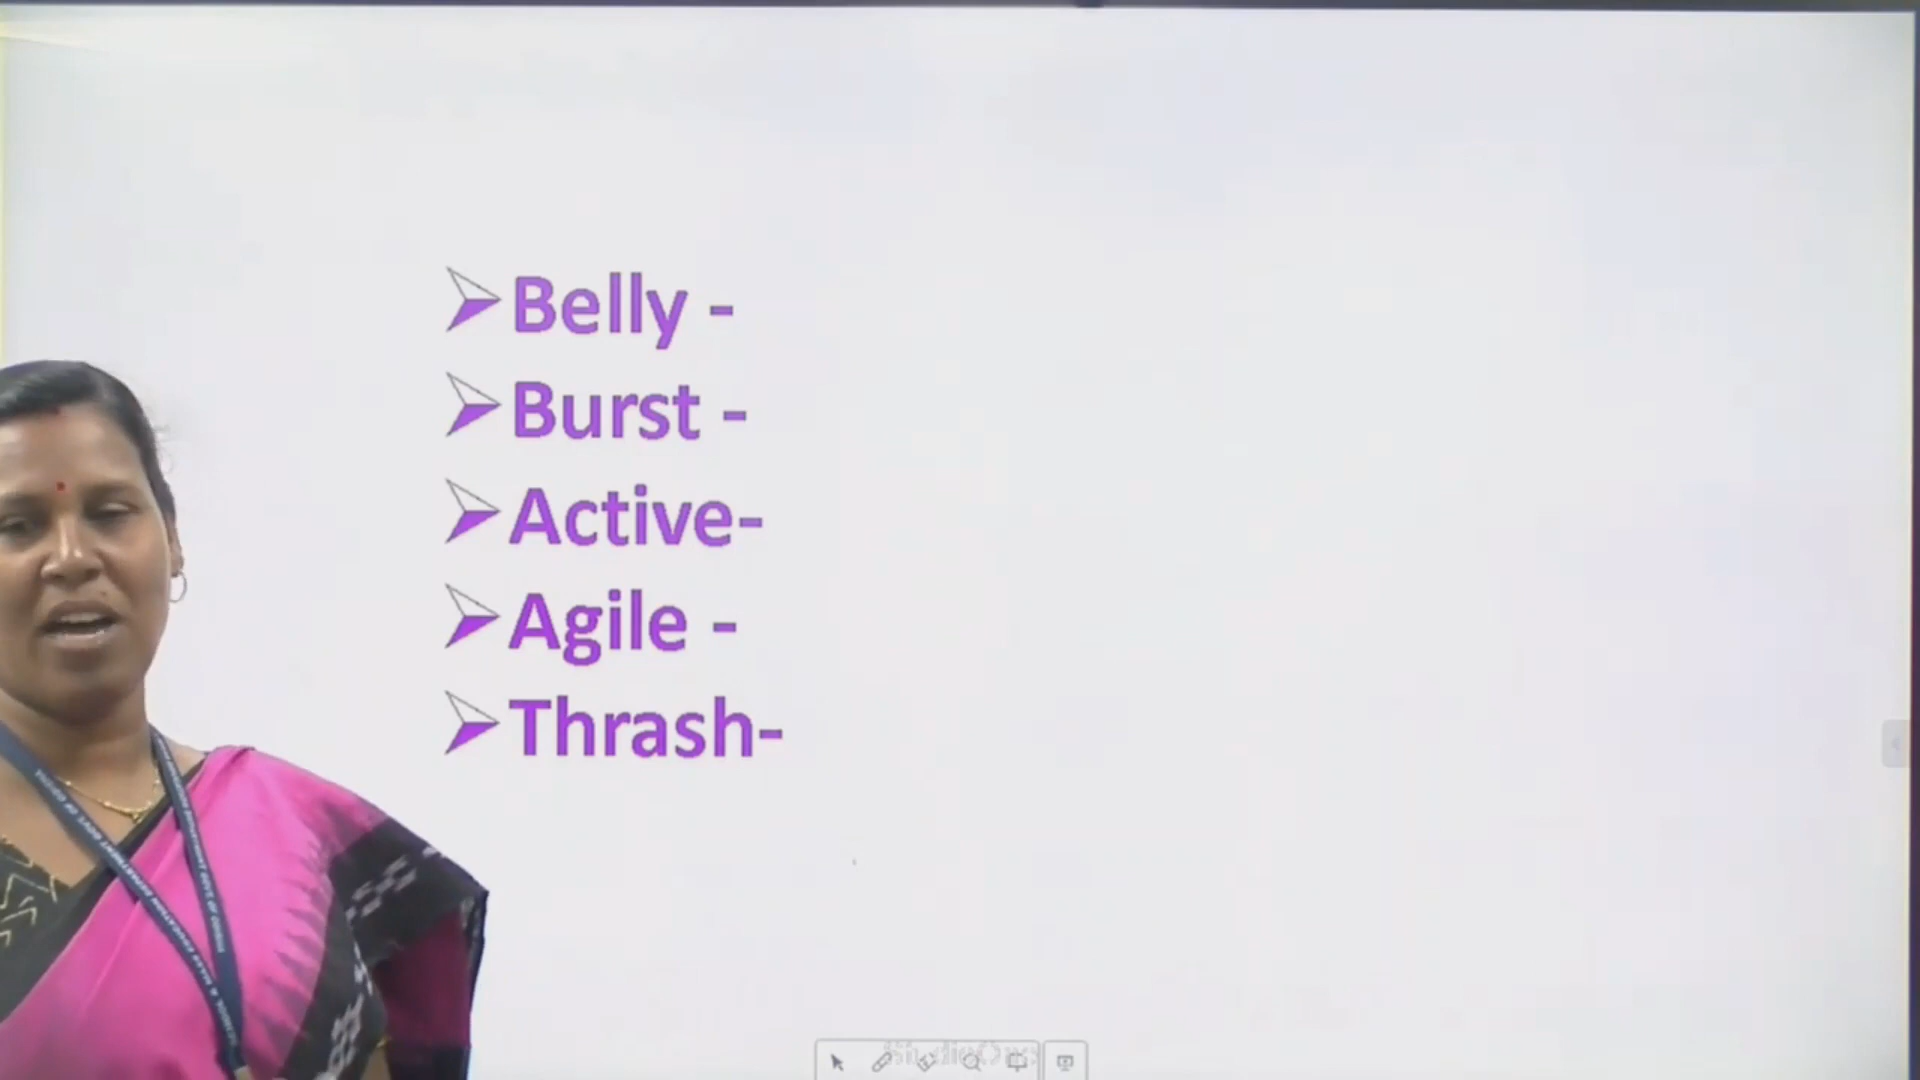 Belly -
Burst -
Active-
Agile -
Thrash-